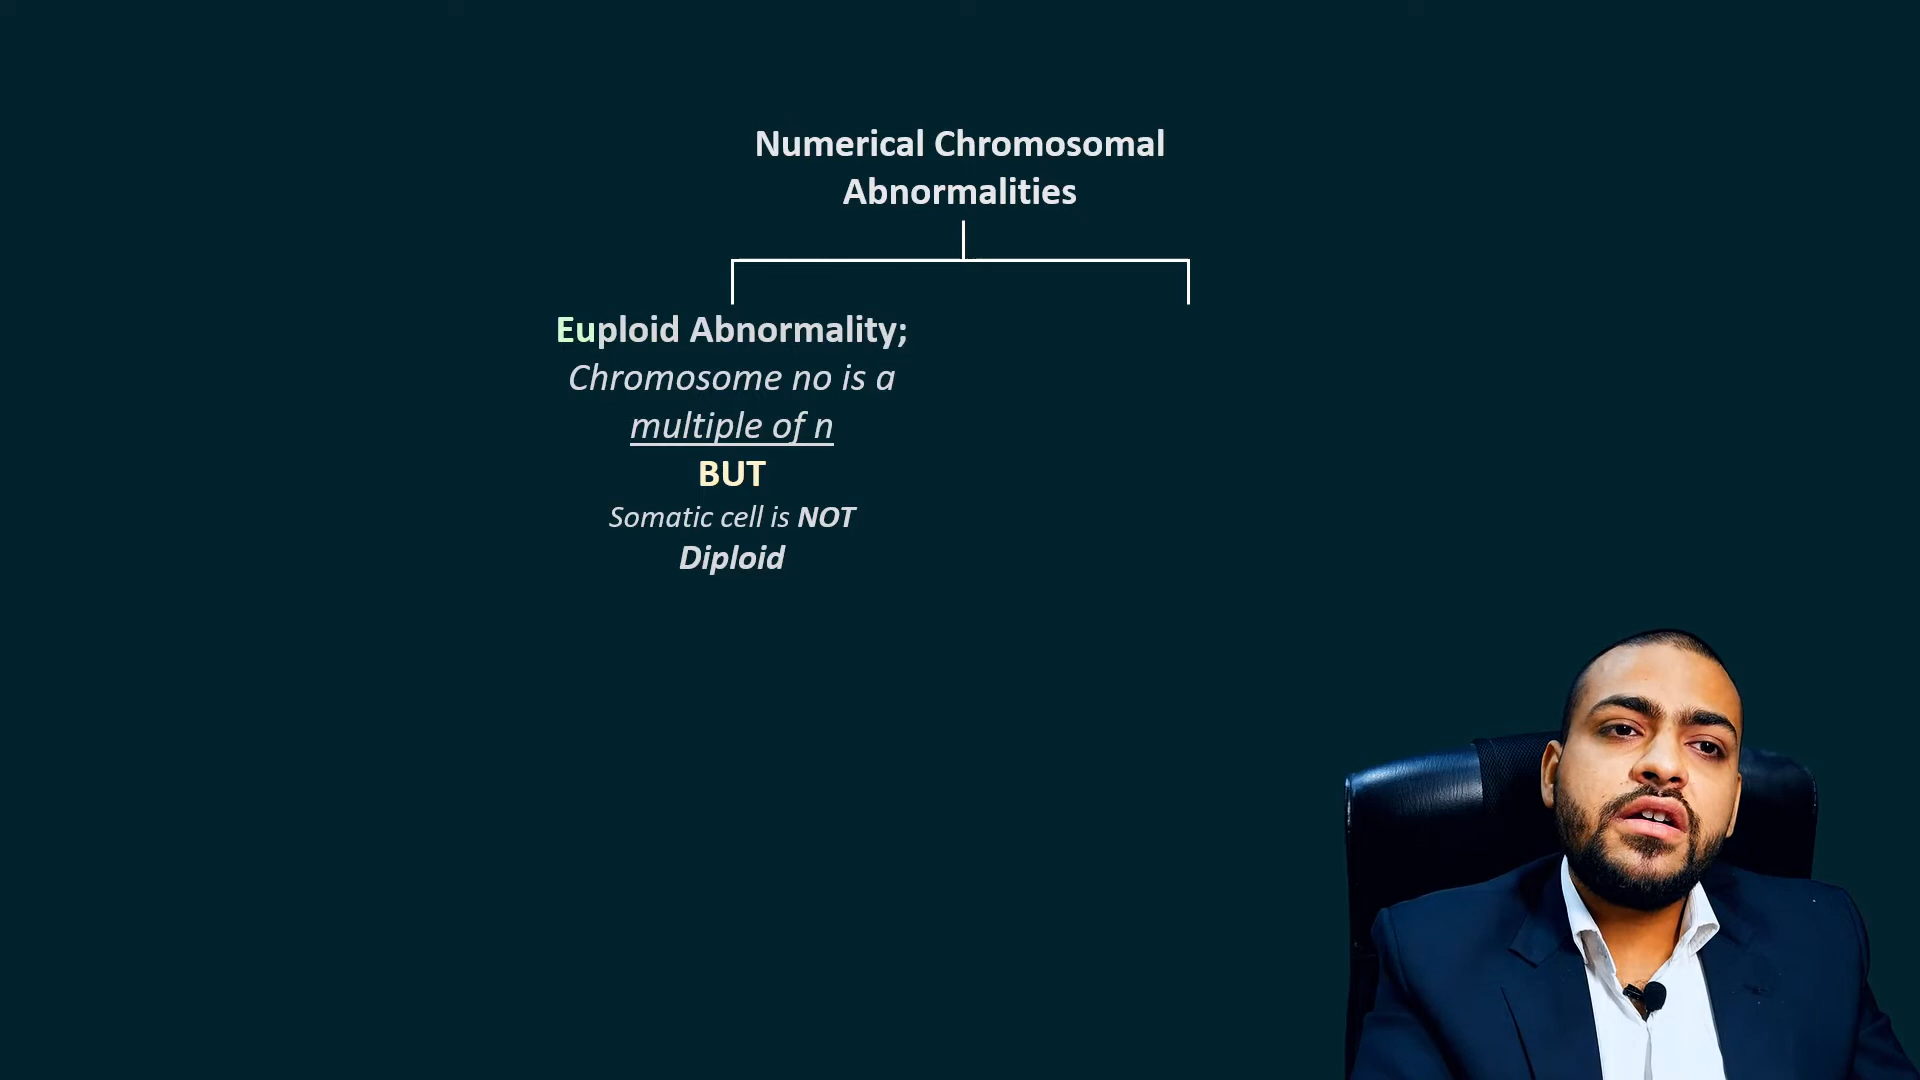 Numerical Chromosomal
Abnormalities
Euploid Abnormality;
Chromosome no is a
multiple of n
BUT
Somatic cell is NOT
Diploid